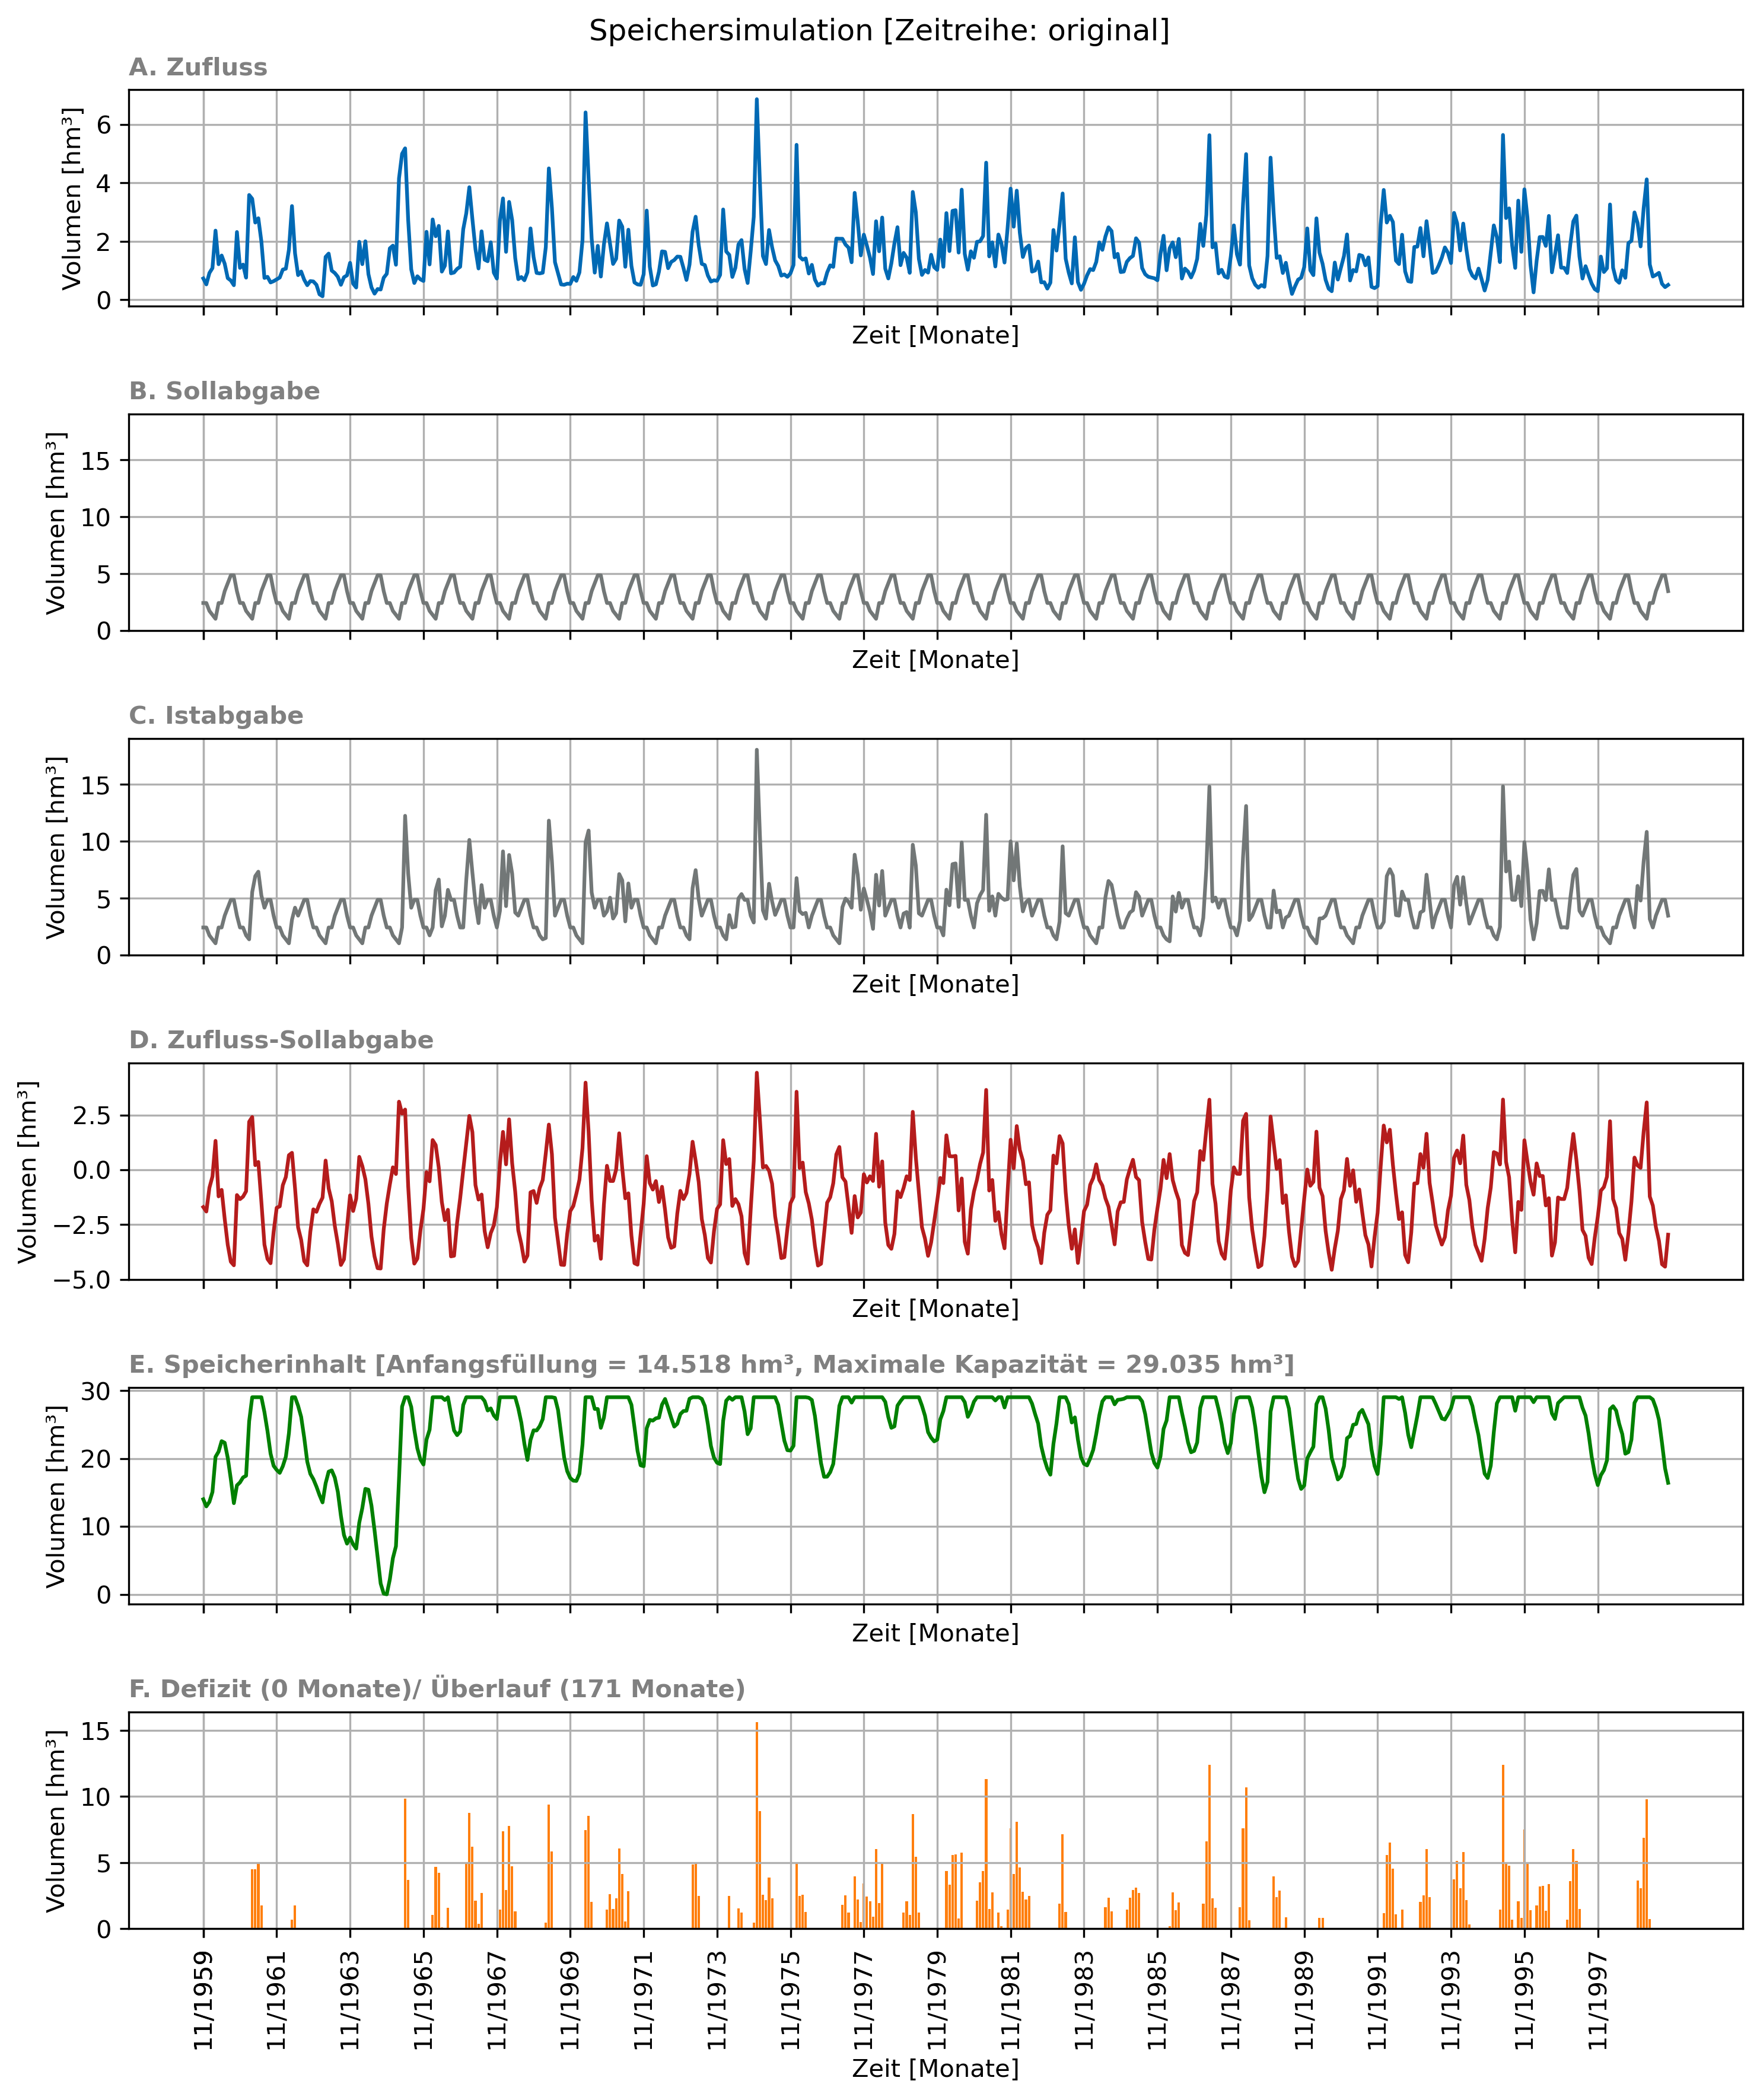 Speichersimulation [Zeitreihe: original]
A. Zufluss
Volumen [hm³]
6
4
2
0
Zeit [Monate]
B. Sollabgabe
Volumen [hm³]
15
10
5
0
Zeit [Monate]
C. Istabgabe
Volumen [hm³]
15
10
5
0
Zeit [Monate]
D. Zufluss-Sollabgabe
Volumen [hm³]
2.5
0.0
−2.5
−5.0
Zeit [Monate]
E. Speicherinhalt [Anfangsfüllung = 14.518 hm³, Maximale Kapazität = 29.035 hm³]
Volumen [hm³]
30
20
10
0
Zeit [Monate]
F. Defizit (0 Monate)/ Überlauf (171 Monate)
Volumen [hm³]
15
10
5
0
11/1959
11/1961
11/1963
11/1965
11/1967
11/1969
11/1971
11/1973
11/1975
11/1977
11/1979
11/1981
11/1983
11/1985
11/1987
11/1989
11/1991
11/1993
11/1995
11/1997
Zeit [Monate]